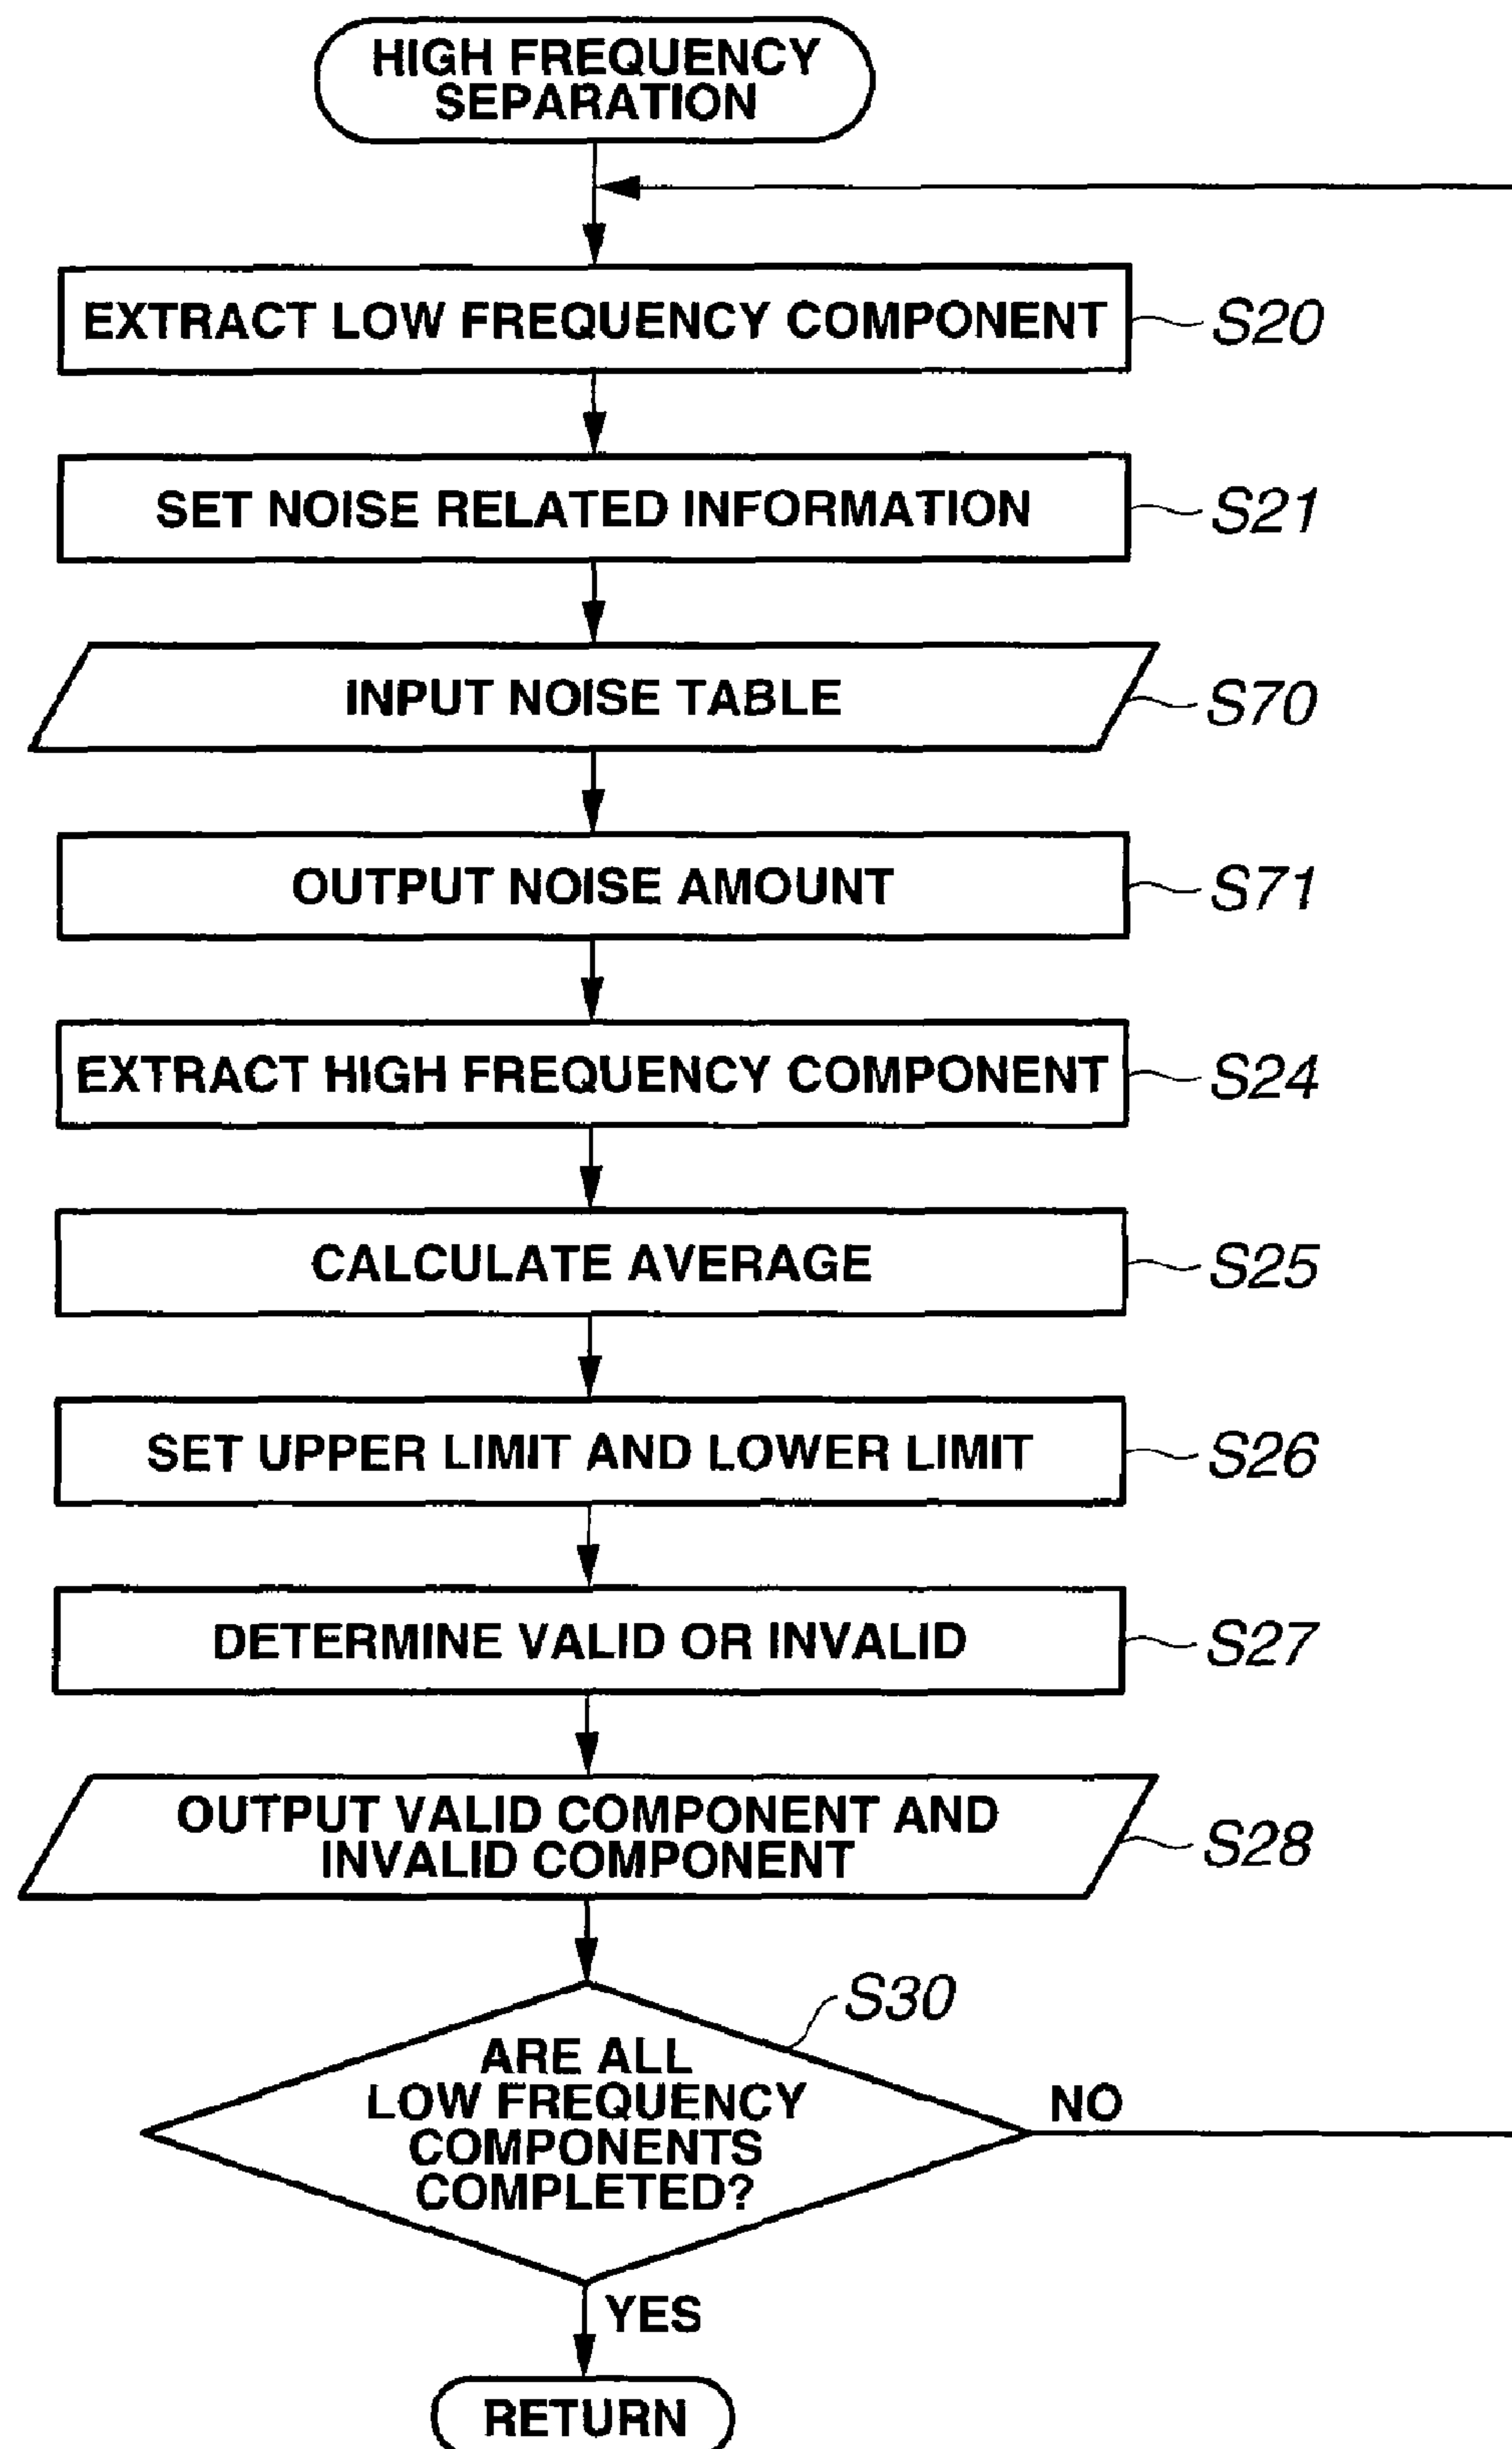 HIGH FREQUENCY
SEPARATION
EXTRACT LOW FREQUENCY COMPONENT
S20
SET NOISE RELATED INFORMATION
S21
INPUT NOISE TABLE
S70
OUTPUT NOISE AMOUNT
S71
EXTRACT HIGH FREQUENCY COMPONENT
S24
CALCULATE AVERAGE
S25
SET UPPER LIMIT AND LOWER LIMIT
S26
DETERMINE VALID OR INVALID
S27
OUTPUT VALID COMPONENT AND
INVALID COMPONENT
S28
S30
ARE ALL
LOW FREQUENCY
COMPONENTS
COMPLETED?
NO
YES
RETURN